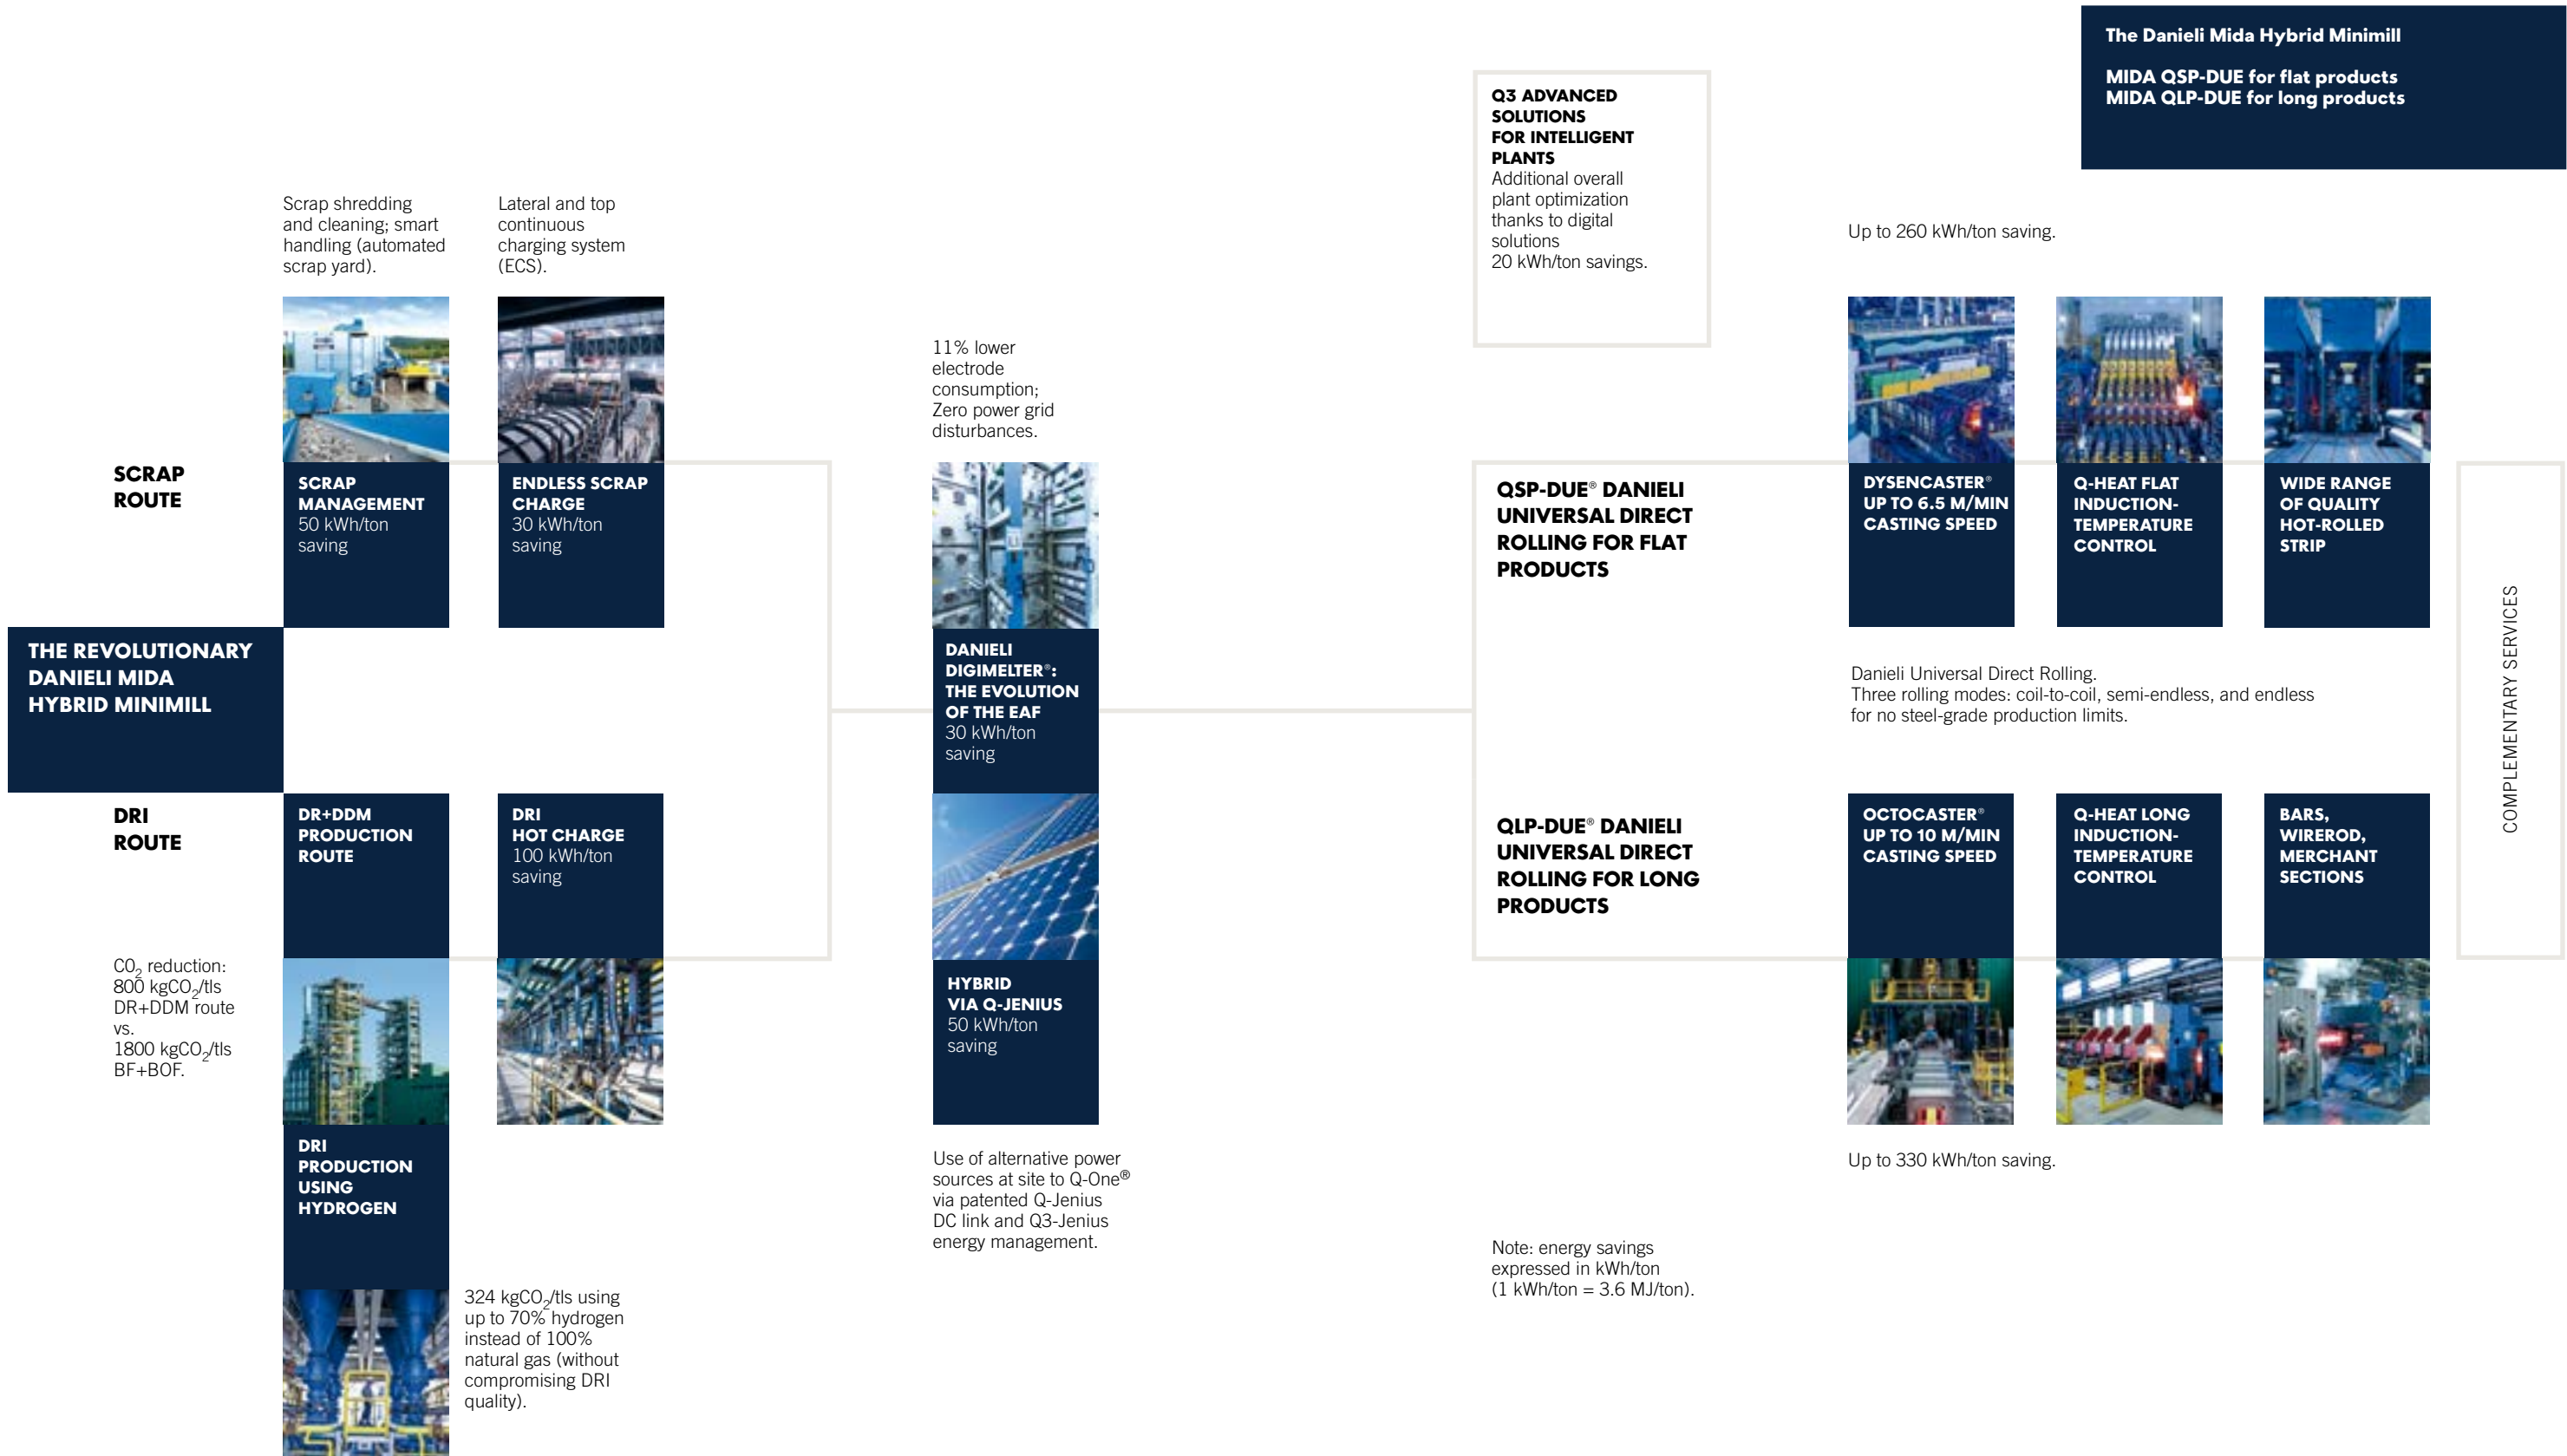 The Danieli Mida Hybrid Minimill
MIDA QSP-DUE for flat products
MIDA QLP-DUE for long products
Q3 ADVANCED
SOLUTIONS
FOR INTELLIGENT
PLANTS
Additional overall
plant optimization
thanks to digital
solutions
20 kWh/ton savings.
Scrap shredding
and cleaning; smart
handling (automated
scrap yard).
Lateral and top
continuous
charging system
(ECS).
Up to 260 kWh/ton saving.
11% lower
electrode
consumption;
Zero power grid
disturbances.
SCRAP
ROUTE
SCRAP
MANAGEMENT
50 kWh/ton
saving
ENDLESS SCRAP
CHARGE
30 kWh/ton
saving
QSP-DUE® DANIELI
UNIVERSAL DIRECT
ROLLING FOR FLAT
PRODUCTS
DYSENCASTER®
UP TO 6.5 M/MIN
CASTING SPEED
Q-HEAT FLAT
INDUCTION-
TEMPERATURE
CONTROL
WIDE RANGE
OF QUALITY
HOT-ROLLED
STRIP
THE REVOLUTIONARY
DANIELI MIDA
HYBRID MINIMILL
DANIELI
DIGIMELTER®:
THE EVOLUTION
OF THE EAF
30 kWh/ton
saving
Danieli Universal Direct Rolling.
Three rolling modes: coil-to-coil, semi-endless, and endless
for no steel-grade production limits.
COMPLEMENTARY SERVICES
DRI
ROUTE
DR+DDM
PRODUCTION
ROUTE
DRI
HOT CHARGE
100 kWh/ton
saving
QLP-DUE® DANIELI
UNIVERSAL DIRECT
ROLLING FOR LONG
PRODUCTS
OCTOCASTER®
UP TO 10 M/MIN
CASTING SPEED
Q-HEAT LONG
INDUCTION-
TEMPERATURE
CONTROL
BARS,
WIREROD,
MERCHANT
SECTIONS
CO₂ reduction:
800 kgCO₂/tls
DR+DDM route
vs.
1800 kgCO₂/tls
BF+BOF.
HYBRID
VIA Q-JENIUS
50 kWh/ton
saving
DRI
PRODUCTION
USING
HYDROGEN
Use of alternative power
sources at site to Q-One®
via patented Q-Jenius
DC link and Q3-Jenius
energy management.
Up to 330 kWh/ton saving.
Note: energy savings
expressed in kWh/ton
(1 kWh/ton = 3.6 MJ/ton).
324 kgCO₂/tls using
up to 70% hydrogen
instead of 100%
natural gas (without
compromising DRI
quality).